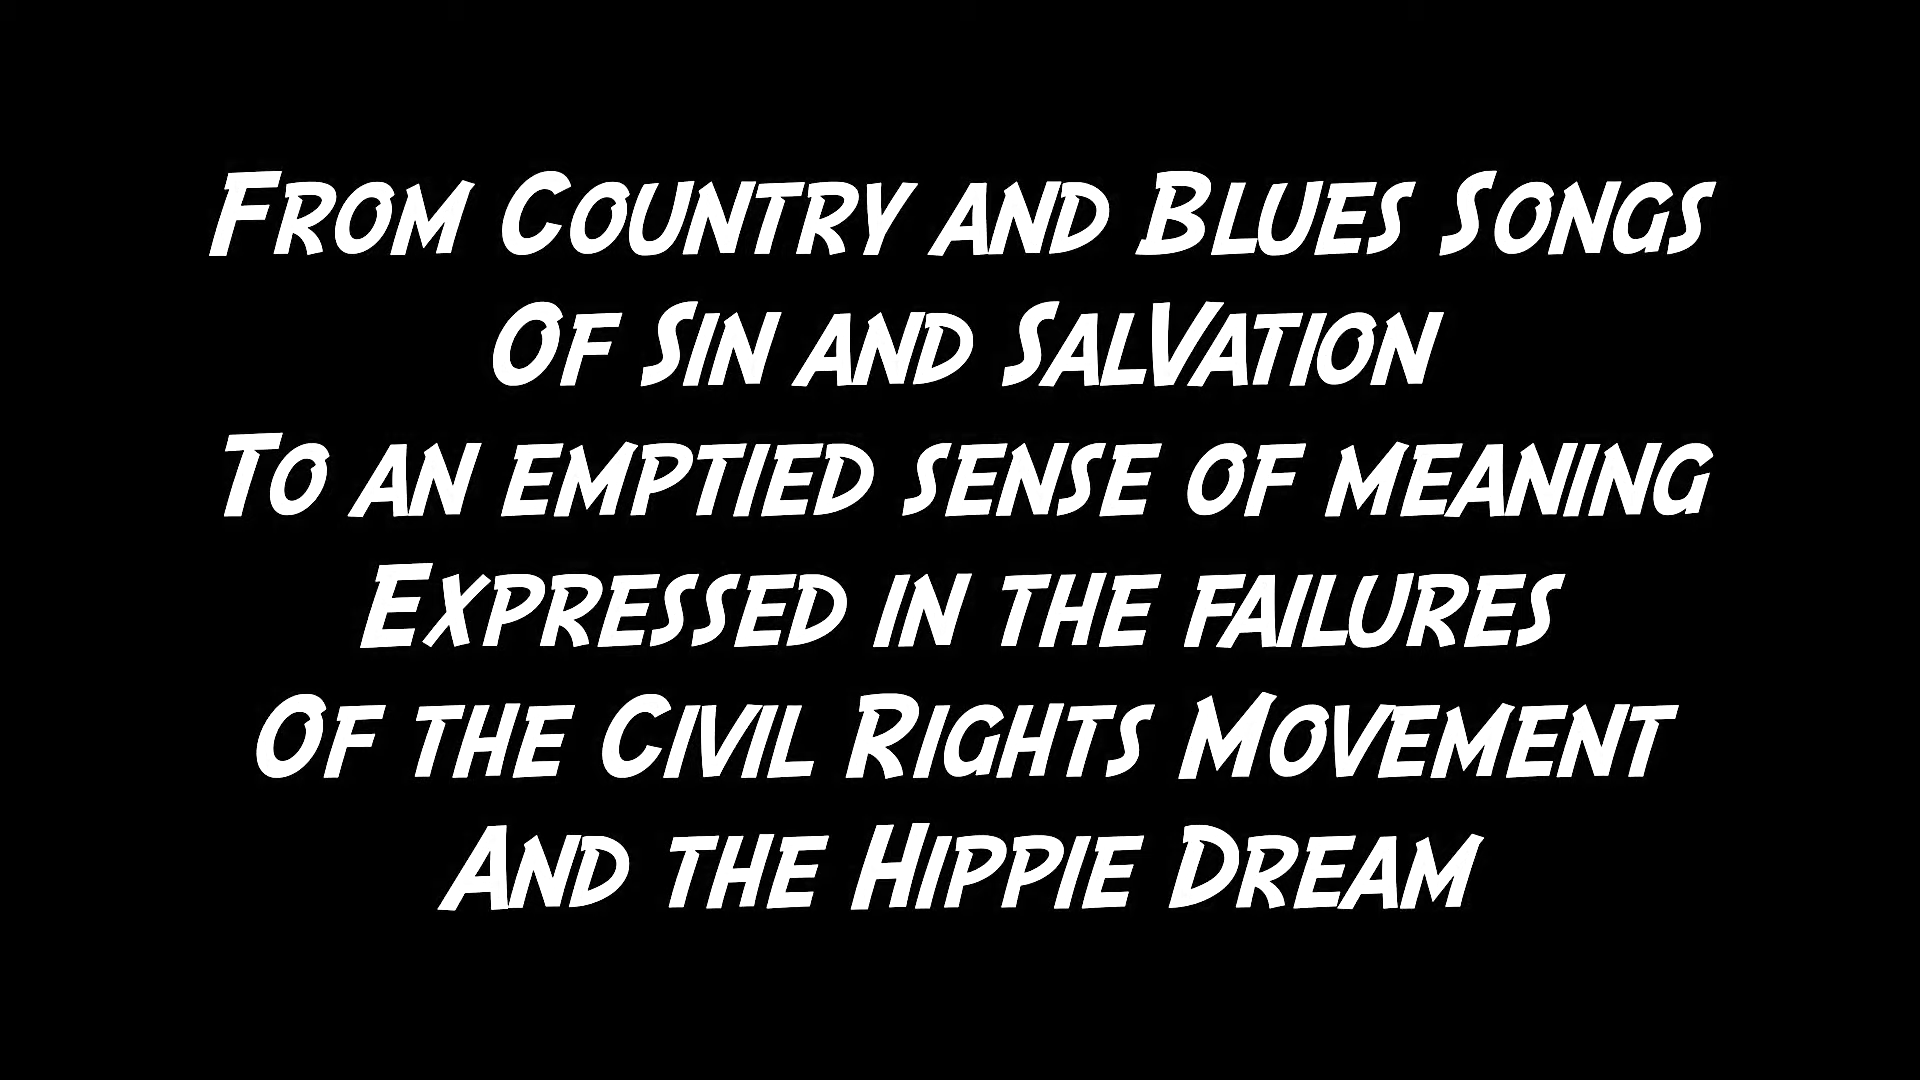 From Country and Blues Songs
Of Sin and SalVation
To an emptied sense of meaning
Expressed in the failures
Of the Civil Rights Movement
And the Hippie Dream